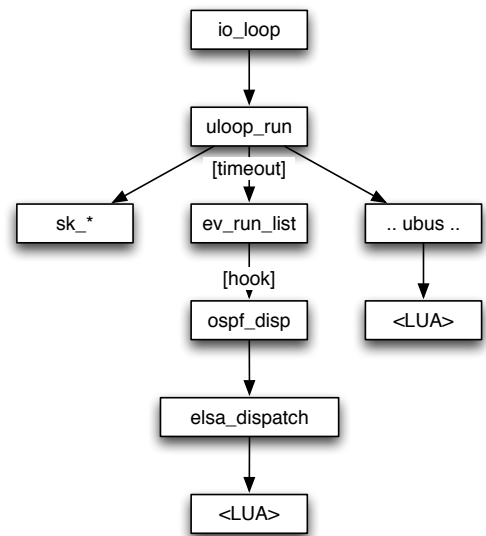 io_loop
uloop_run
[timeout]
sk_*
ev_run_list
.. ubus ..
[hook]
ospf_disp
<LUA>
elsa_dispatch
<LUA>